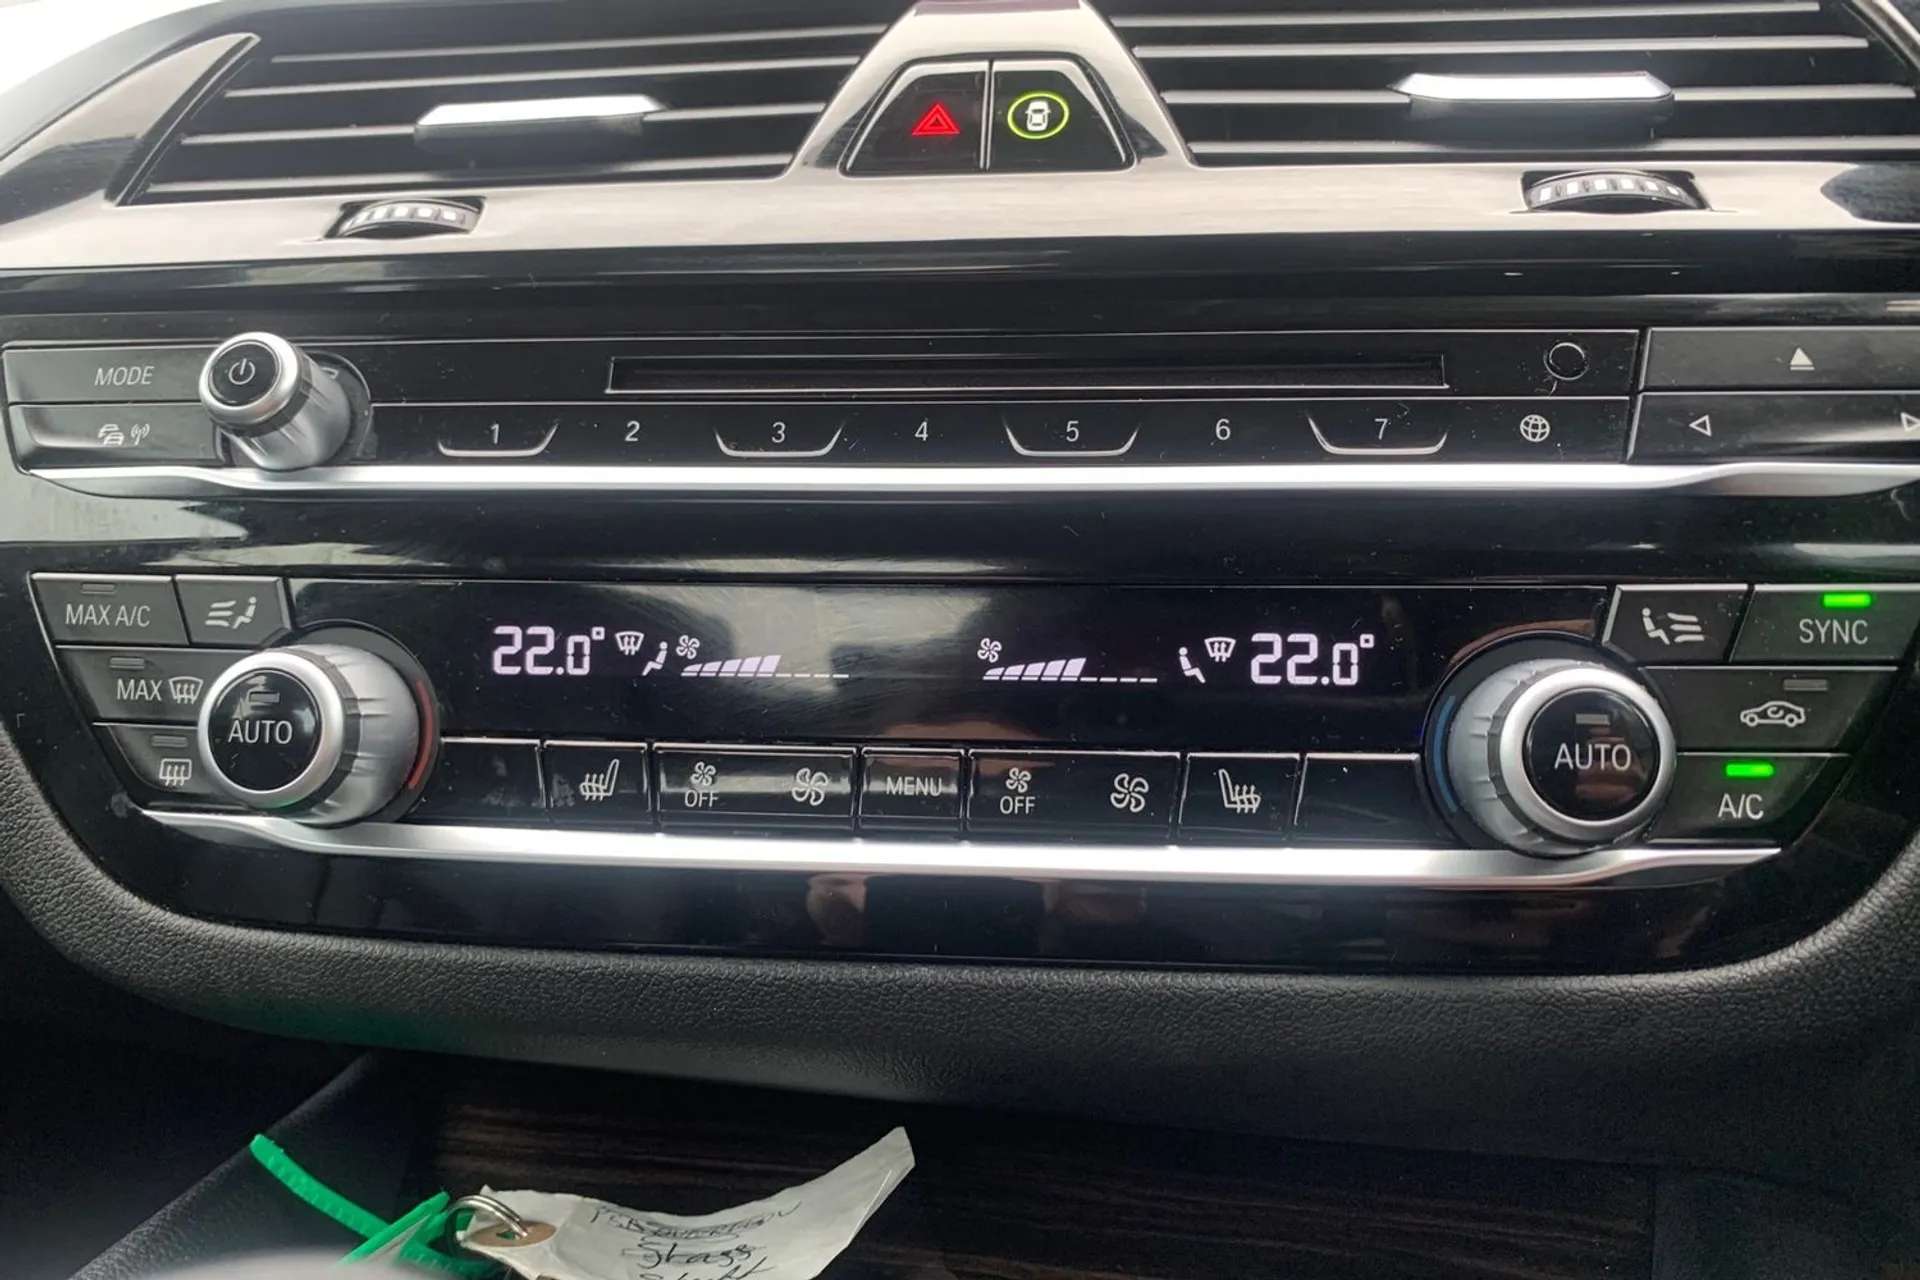 MODE
1 2 3 4 5 6 7
MAX A/C
22.0° 22.0°
SYNC
MAX
AUTO
AUTO
OFF
MENU
OFF
A/C